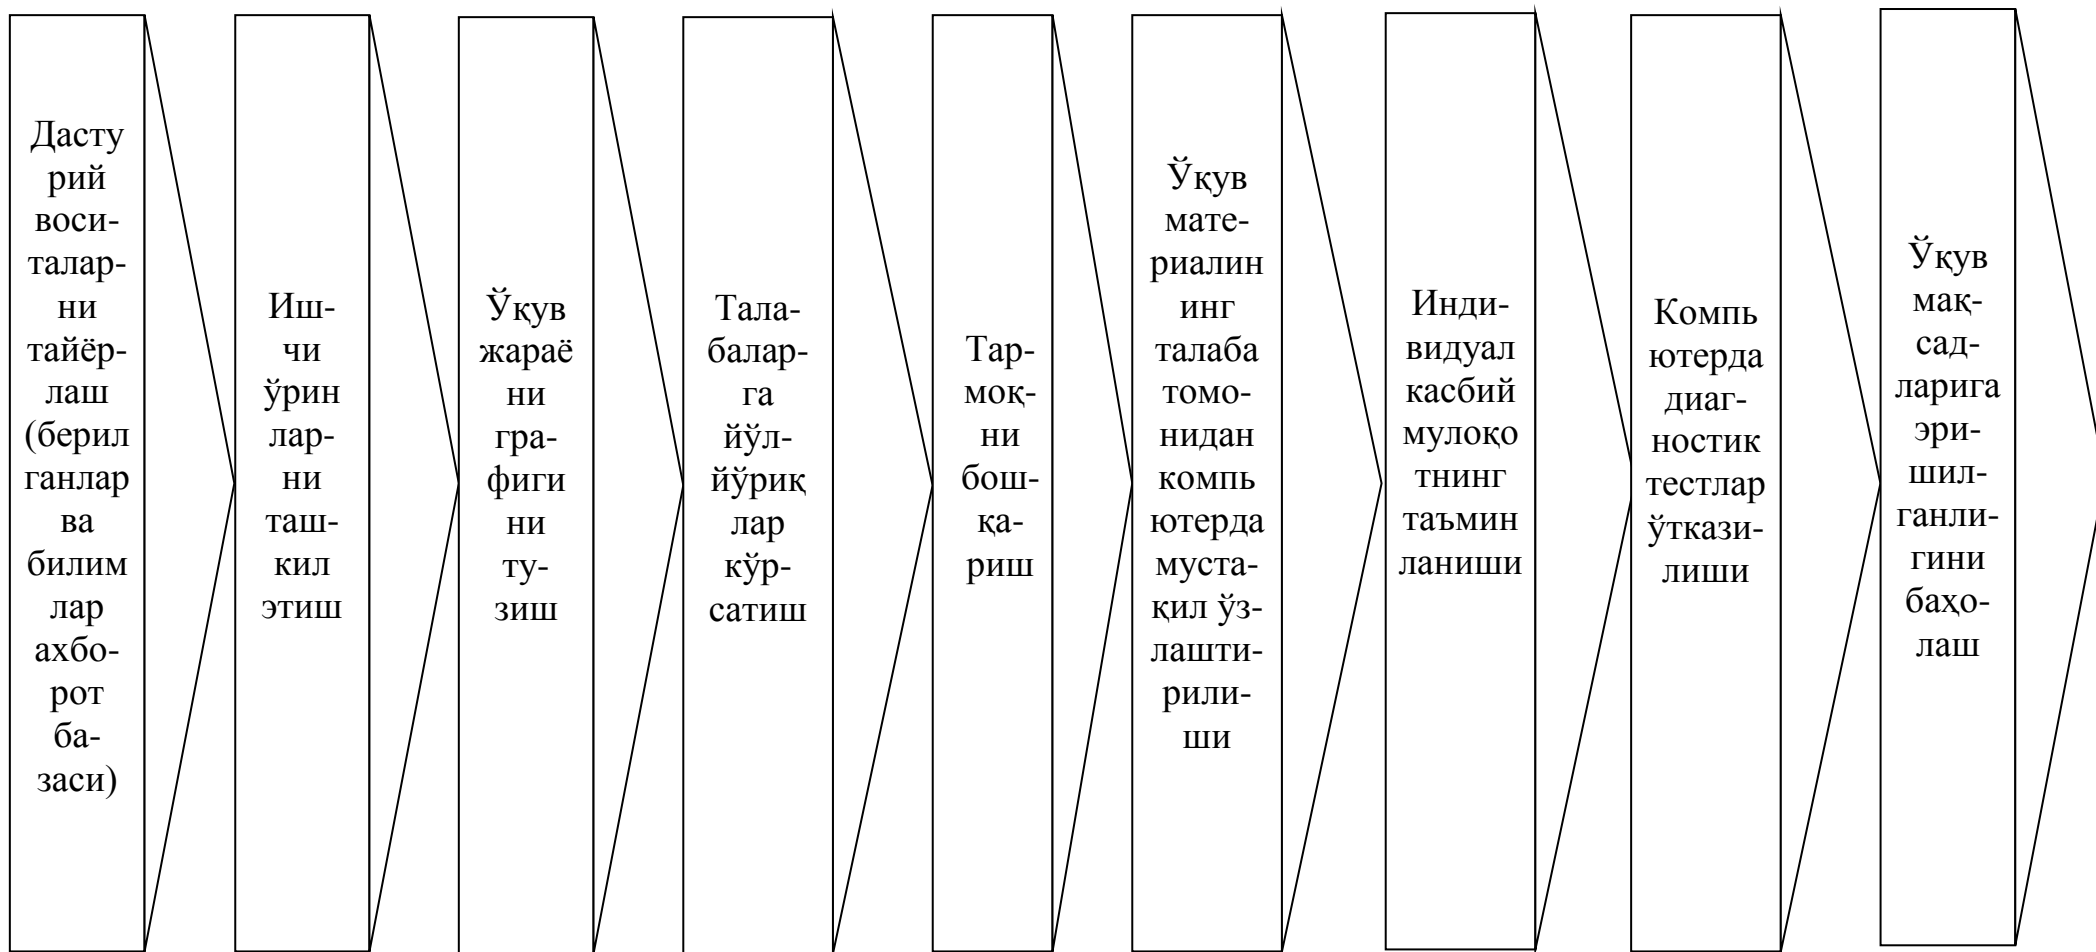 Дасту
рий
воси-
талар-
ни
тайёр-
лаш
(берил
ганлар
ва
билим
лар
ахбо-
рот
ба-
заси)
Иш-
чи
ўрин
лар-
ни
таш-
кил
этиш
Ўқув
жараё
ни
гра-
фиги
ни
ту-
зиш
Тала-
балар-
га
йўл-
йўриқ
лар
кўр-
сатиш
Тар-
моқ-
ни
бош-
қа-
риш
Ўқув
мате-
риалин
инг
талаба
томо-
нидан
компь
ютерда
муста-
қил ўз-
лашти-
рили-
ши
Инди-
видуал
касбий
мулоқо
тнинг
таъмин
ланиши
Компь
ютерда
диаг-
ностик
тестлар
ўткази-
лиши
Ўқув
мақ-
сад-
ларига
эри-
шил-
ганли-
гини
баҳо-
лаш